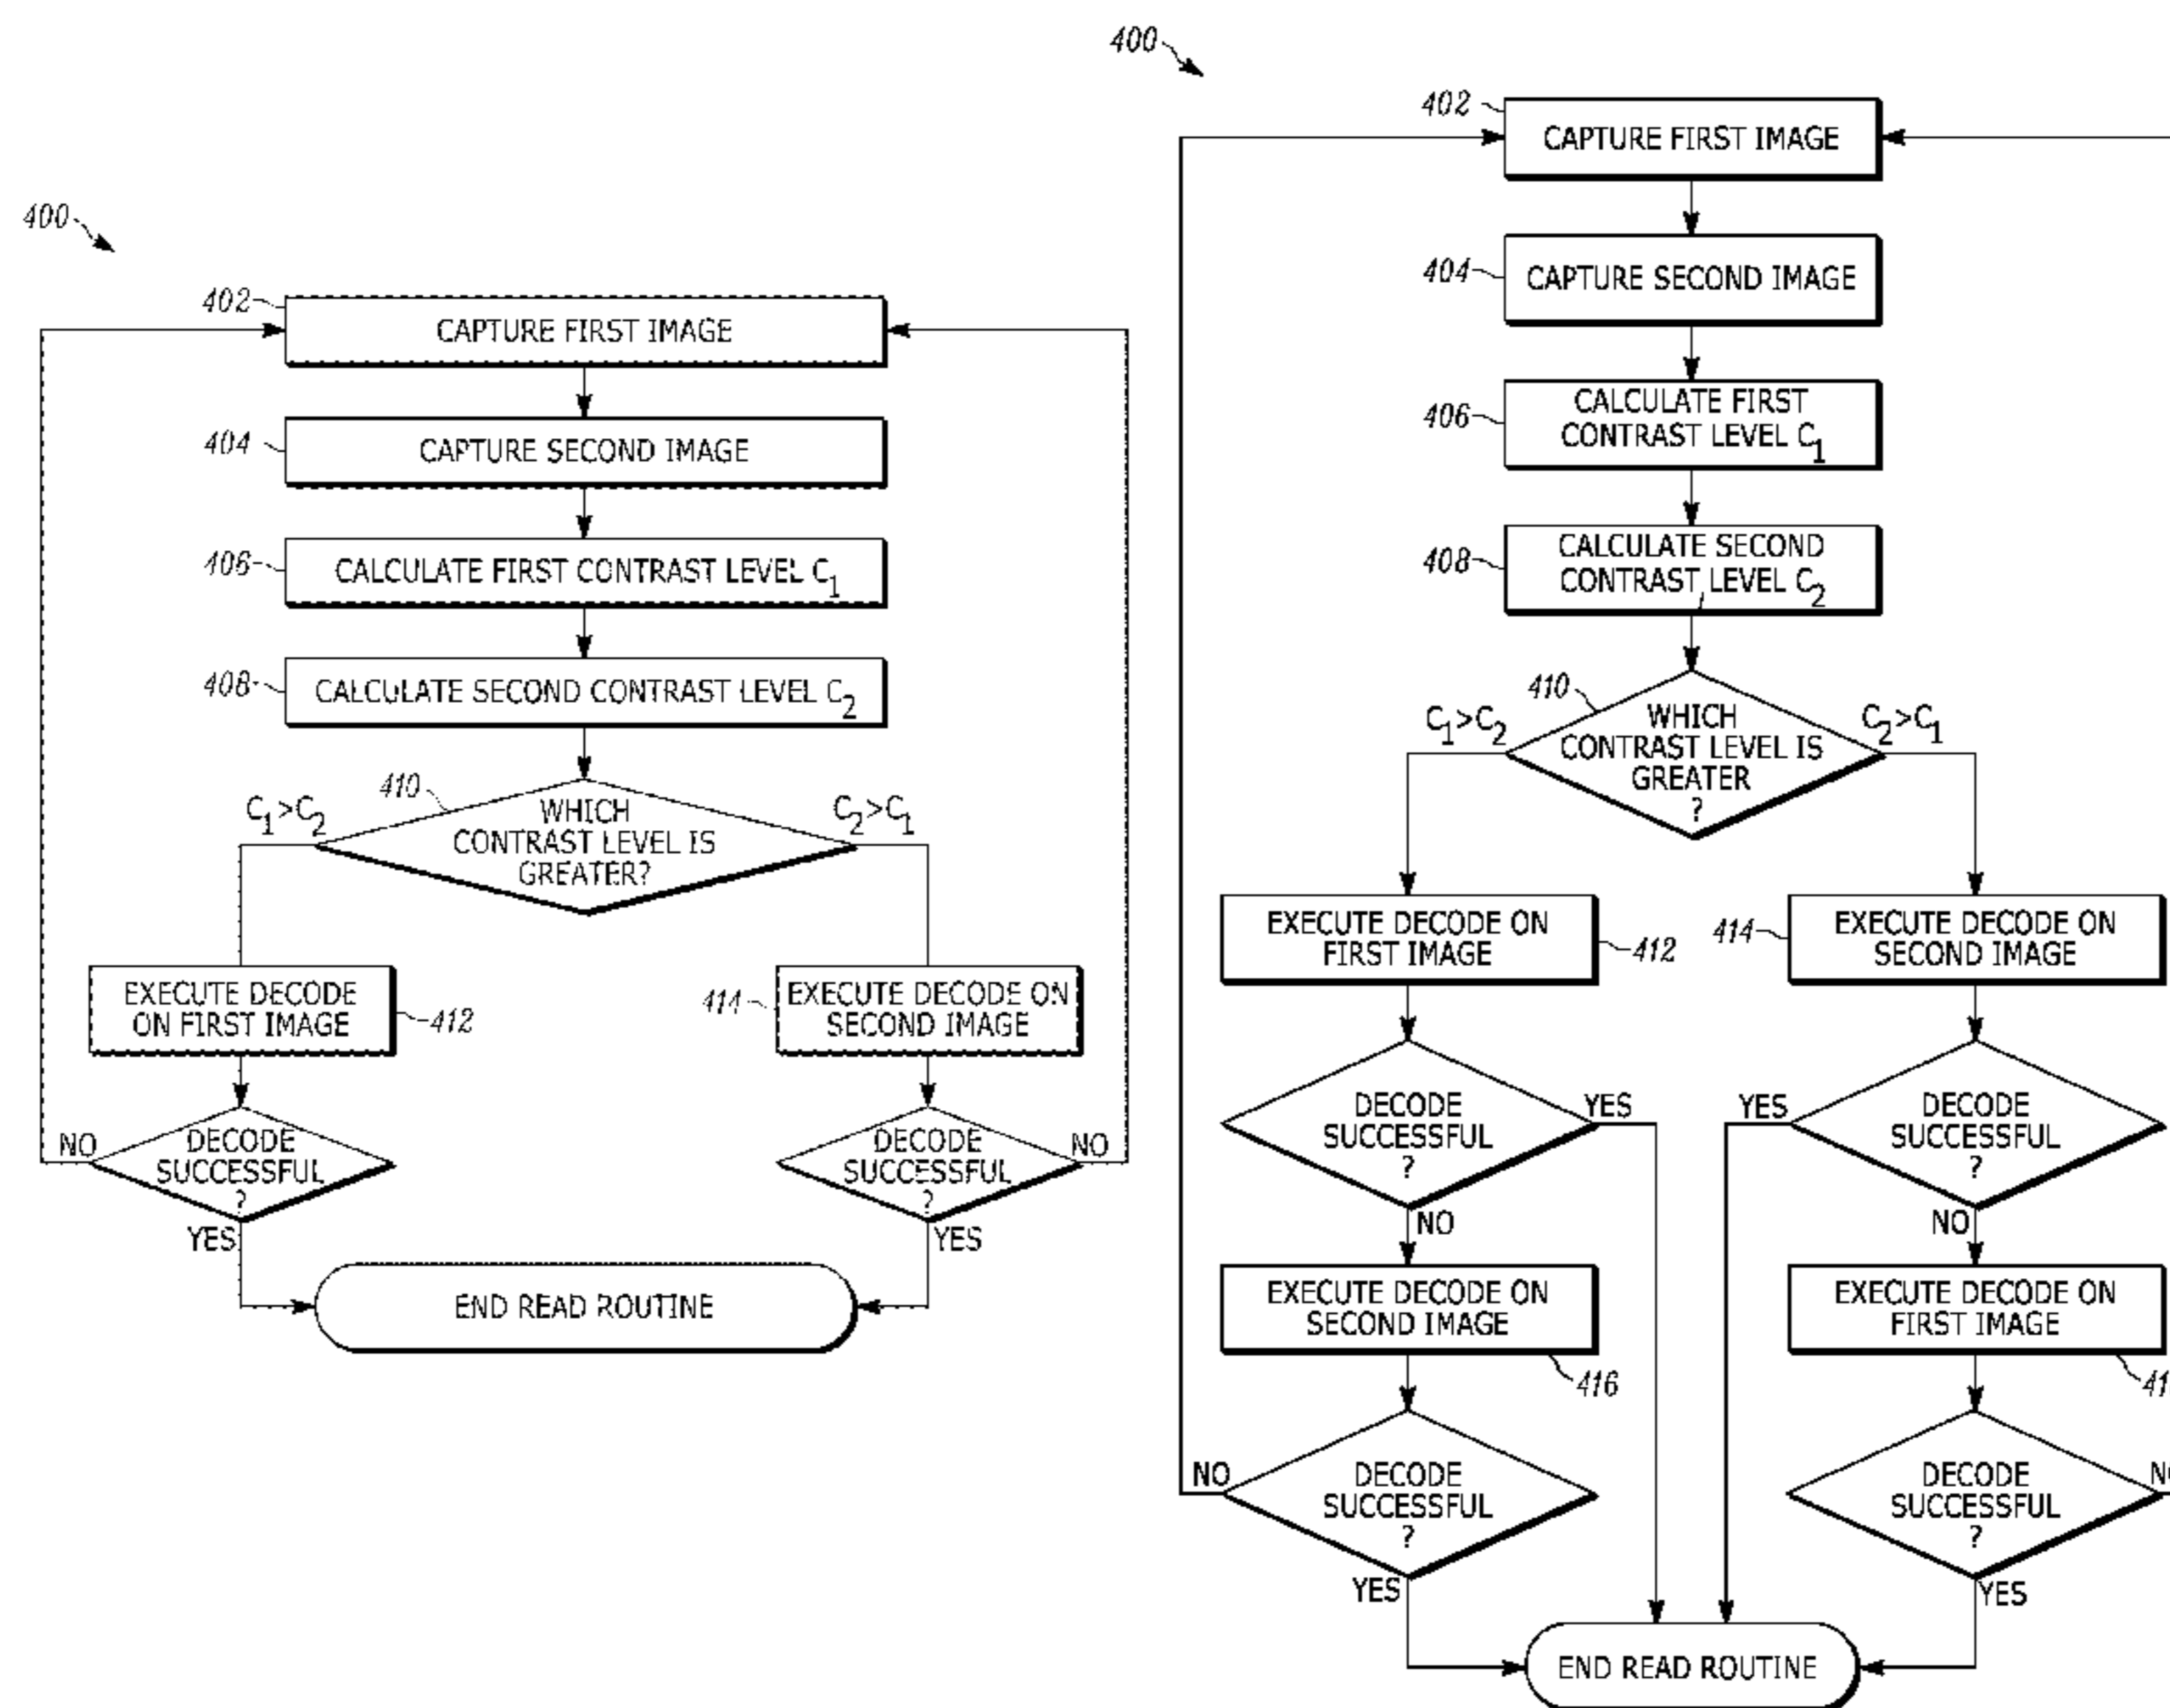 400
402
CAPTURE FIRST IMAGE
404
CAPTURE SECOND IMAGE
406
CALCULATE FIRST CONTRAST LEVEL C1
408
CALCULATE SECOND CONTRAST LEVEL C2
410
C1>C2
WHICH
CONTRAST LEVEL IS
GREATER?
C2>C1
EXECUTE DECODE
ON FIRST IMAGE
412
414
EXECUTE DECODE ON
SECOND IMAGE
NO
DECODE
SUCCESSFUL
?
YES
DECODE
SUCCESSFUL
?
NO
YES
END READ ROUTINE
400
402
CAPTURE FIRST IMAGE
404
CAPTURE SECOND IMAGE
406
CALCULATE FIRST
CONTRAST LEVEL C1
408
CALCULATE SECOND
CONTRAST LEVEL C2
410
C1>C2
WHICH
CONTRAST LEVEL IS
GREATER
?
C2>C1
EXECUTE DECODE ON
FIRST IMAGE
412
414
EXECUTE DECODE ON
SECOND IMAGE
DECODE
SUCCESSFUL
?
YES
YES
DECODE
SUCCESSFUL
?
NO
NO
EXECUTE DECODE ON
SECOND IMAGE
416
EXECUTE DECODE ON
FIRST IMAGE
NO
DECODE
SUCCESSFUL
?
YES
DECODE
SUCCESSFUL
?
YES
END READ ROUTINE